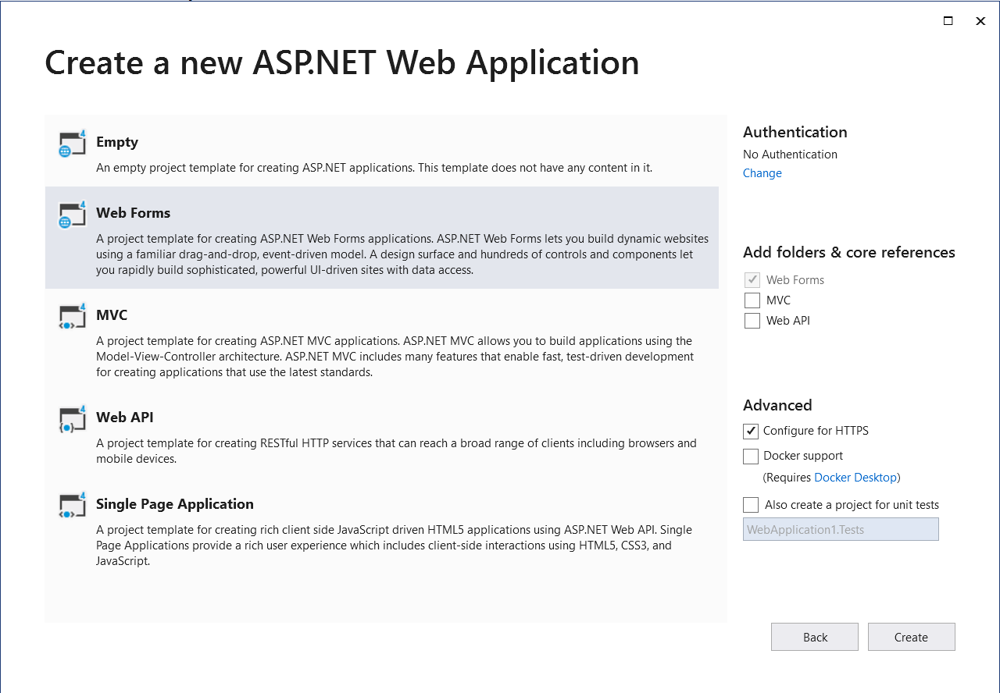 Create a new ASP.NET Web Application
Empty
An empty project template for creating ASP.NET applications. This template does not have any content in it.
Web Forms
A project template for creating ASP.NET Web Forms applications. ASP.NET Web Forms lets you build dynamic websites
using a familiar drag-and-drop, event-driven model. A design surface and hundreds of controls and components let
you rapidly build sophisticated, powerful UI-driven sites with data access.
MVC
A project template for creating ASP.NET MVC applications. ASP.NET MVC allows you to build applications using the
Model-View-Controller architecture. ASP.NET MVC includes many features that enable fast, test-driven development
for creating applications that use the latest standards.
Web API
A project template for creating RESTful HTTP services that can reach a broad range of clients including browsers and
mobile devices.
Single Page Application
A project template for creating rich client side JavaScript driven HTML5 applications using ASP.NET Web API. Single
Page Applications provide a rich user experience which includes client-side interactions using HTML5, CSS3, and
JavaScript.
Authentication
No Authentication
Change
Add folders & core references
Web Forms
MVC
Web API
Advanced
Configure for HTTPS
Docker support
(Requires Docker Desktop)
Also create a project for unit tests
WebApplication1.Tests
Back
Create